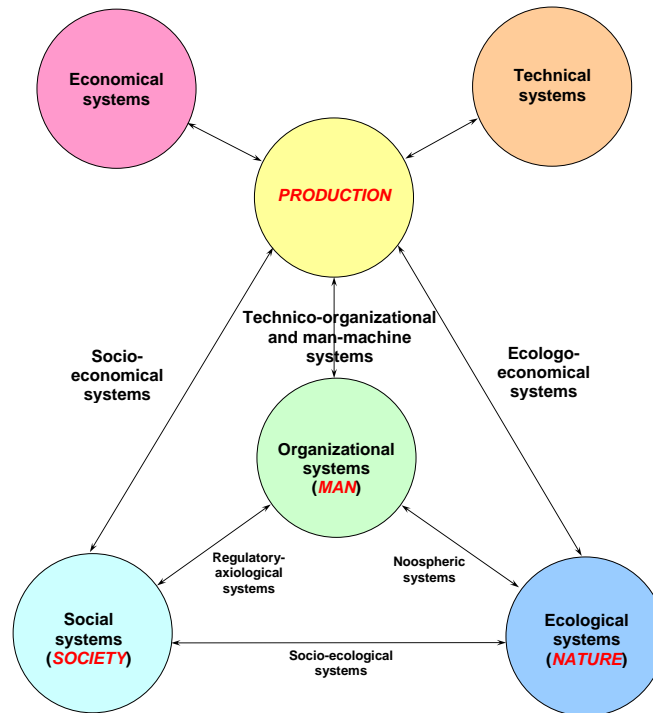 Economical
systems
Technical
systems
PRODUCTION
Technico-organizational
and man-machine
systems
Socio-
economical
systems
Ecologo-
economical
systems
Organizational
systems
(MAN)
Regulatory-
axiological
systems
Noospheric
systems
Social
systems
(SOCIETY)
Ecological
systems
(NATURE)
Socio-ecological
systems